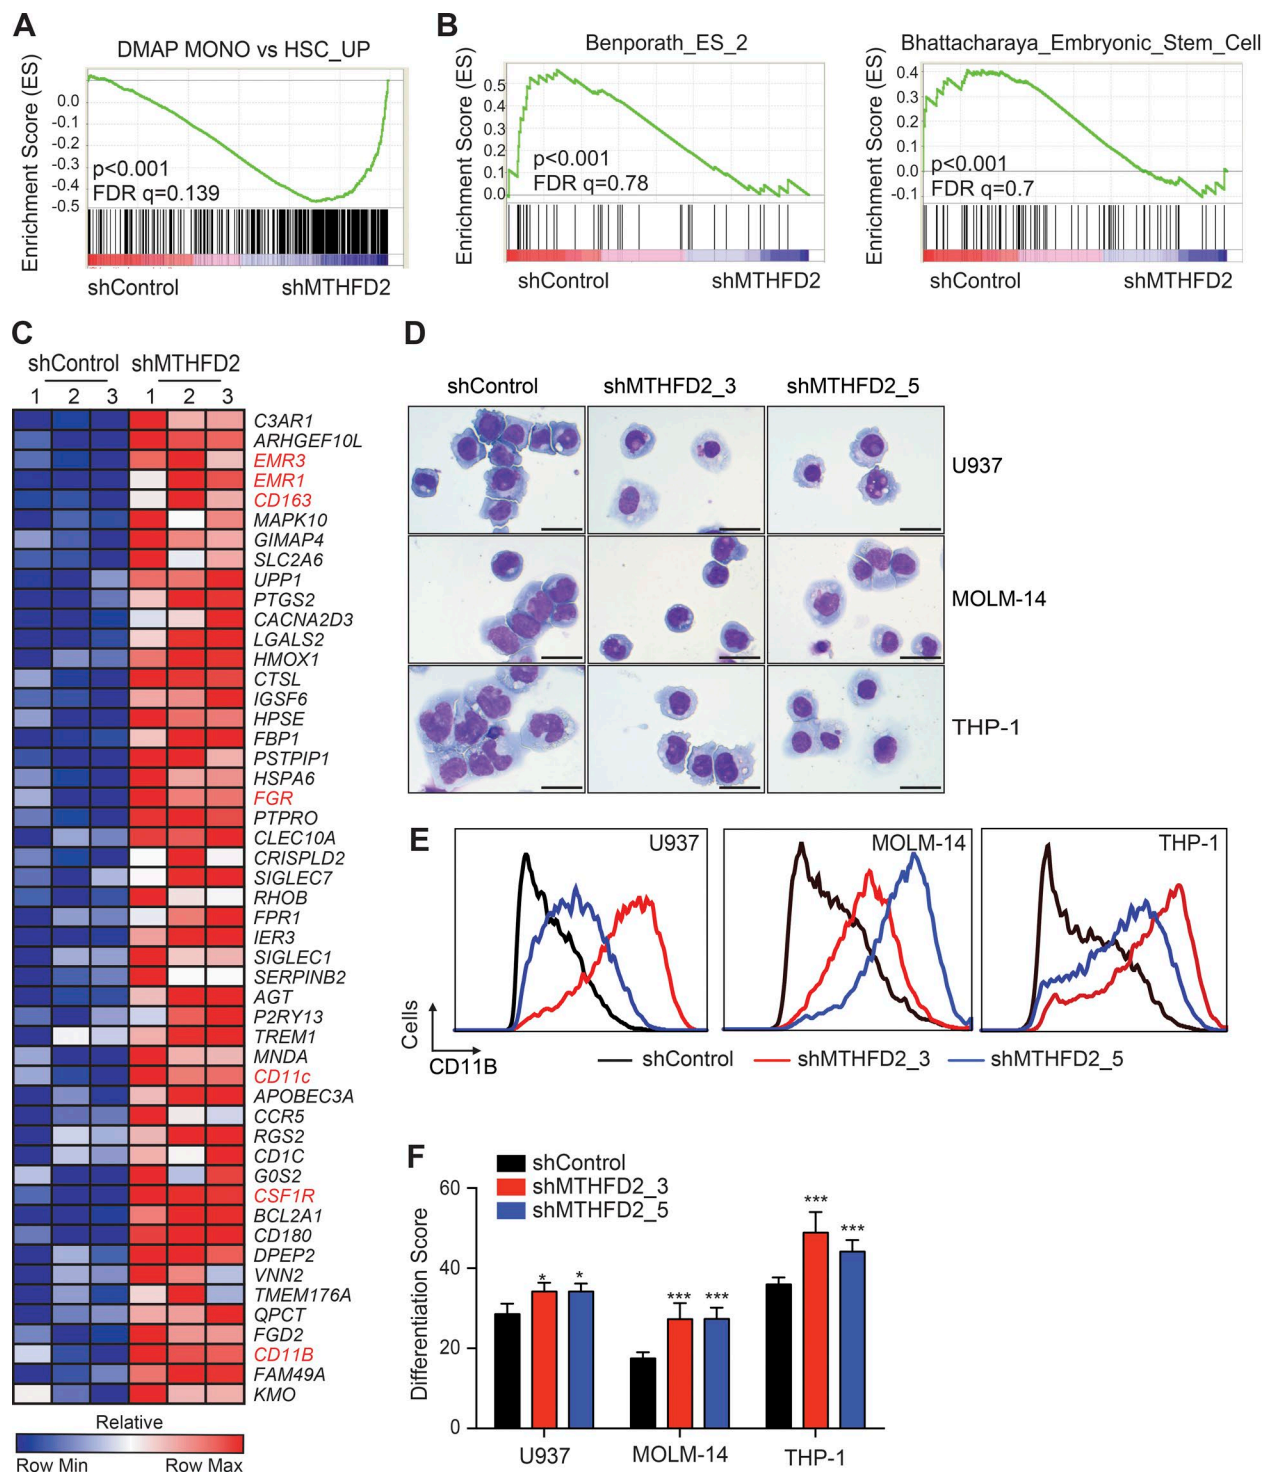 A
DMAP MONO vs HSC_UP
Enrichment Score (ES)
0.0
-0.1
-0.2
-0.3
-0.4
-0.5
p<0.001
FDR q=0.139
shControl
shMTHFD2
B
Benporath_ES_2
Enrichment Score (ES)
0.5
0.4
0.3
0.2
0.1
0.0
p<0.001
FDR q=0.78
shControl
shMTHFD2
Bhattacharaya_Embryonic_Stem_Cell
Enrichment Score (ES)
0.4
0.3
0.2
0.1
0.0
-0.1
p<0.001
FDR q=0.7
shControl
shMTHFD2
C
shControl shMTHFD2
1 2 3 1 2 3
C3AR1
ARHGEF10L
EMR3
EMR1
CD163
MAPK10
GIMAP4
SLC2A6
UPP1
PTGS2
CACNA2D3
LGALS2
HMOX1
CTSL
IGSF6
HPSE
FBP1
PSTPIP1
HSPA6
FGR
PTPRO
CLEC10A
CRISPLD2
SIGLEC7
RHOB
FPR1
IER3
SIGLEC1
SERPINB2
AGT
P2RY13
TREM1
MNDA
CD11c
APOBEC3A
CCR5
RGS2
CD1C
G0S2
CSF1R
BCL2A1
CD180
DPEP2
VNN2
TMEM176A
QPCT
FGD2
CD11B
FAM49A
KMO
Relative
Row Min Row Max
D
shControl shMTHFD2_3 shMTHFD2_5
U937
MOLM-14
THP-1
E
U937
MOLM-14
THP-1
Cells
CD11B
shControl shMTHFD2_3 shMTHFD2_5
F
shControl
shMTHFD2_3
shMTHFD2_5
Differentiation Score
60
40
20
0
* *
*** ***
*** ***
U937 MOLM-14 THP-1